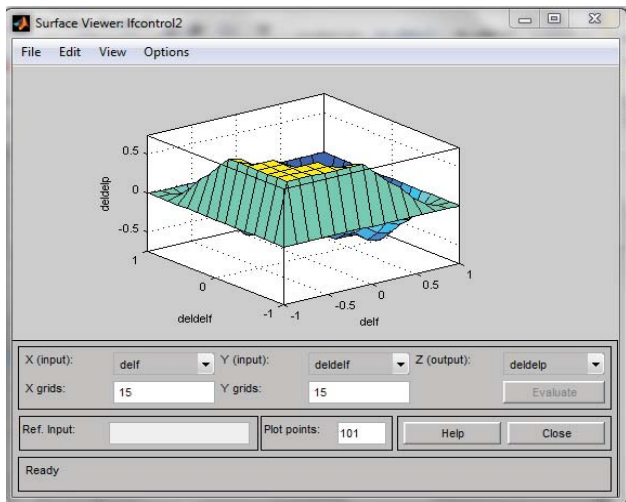 Surface Viewer: lfcontrol2
File Edit View Options
0.5
0
-0.5
deldelp
1
0
-1
deldelf
-1
-0.5
0
0.5
1
delf
X (input): delf Y (input): deldelf Z (output): deldelp
X grids: 15 Y grids: 15 Evaluate
Ref. Input: Plot points: 101 Help Close
Ready